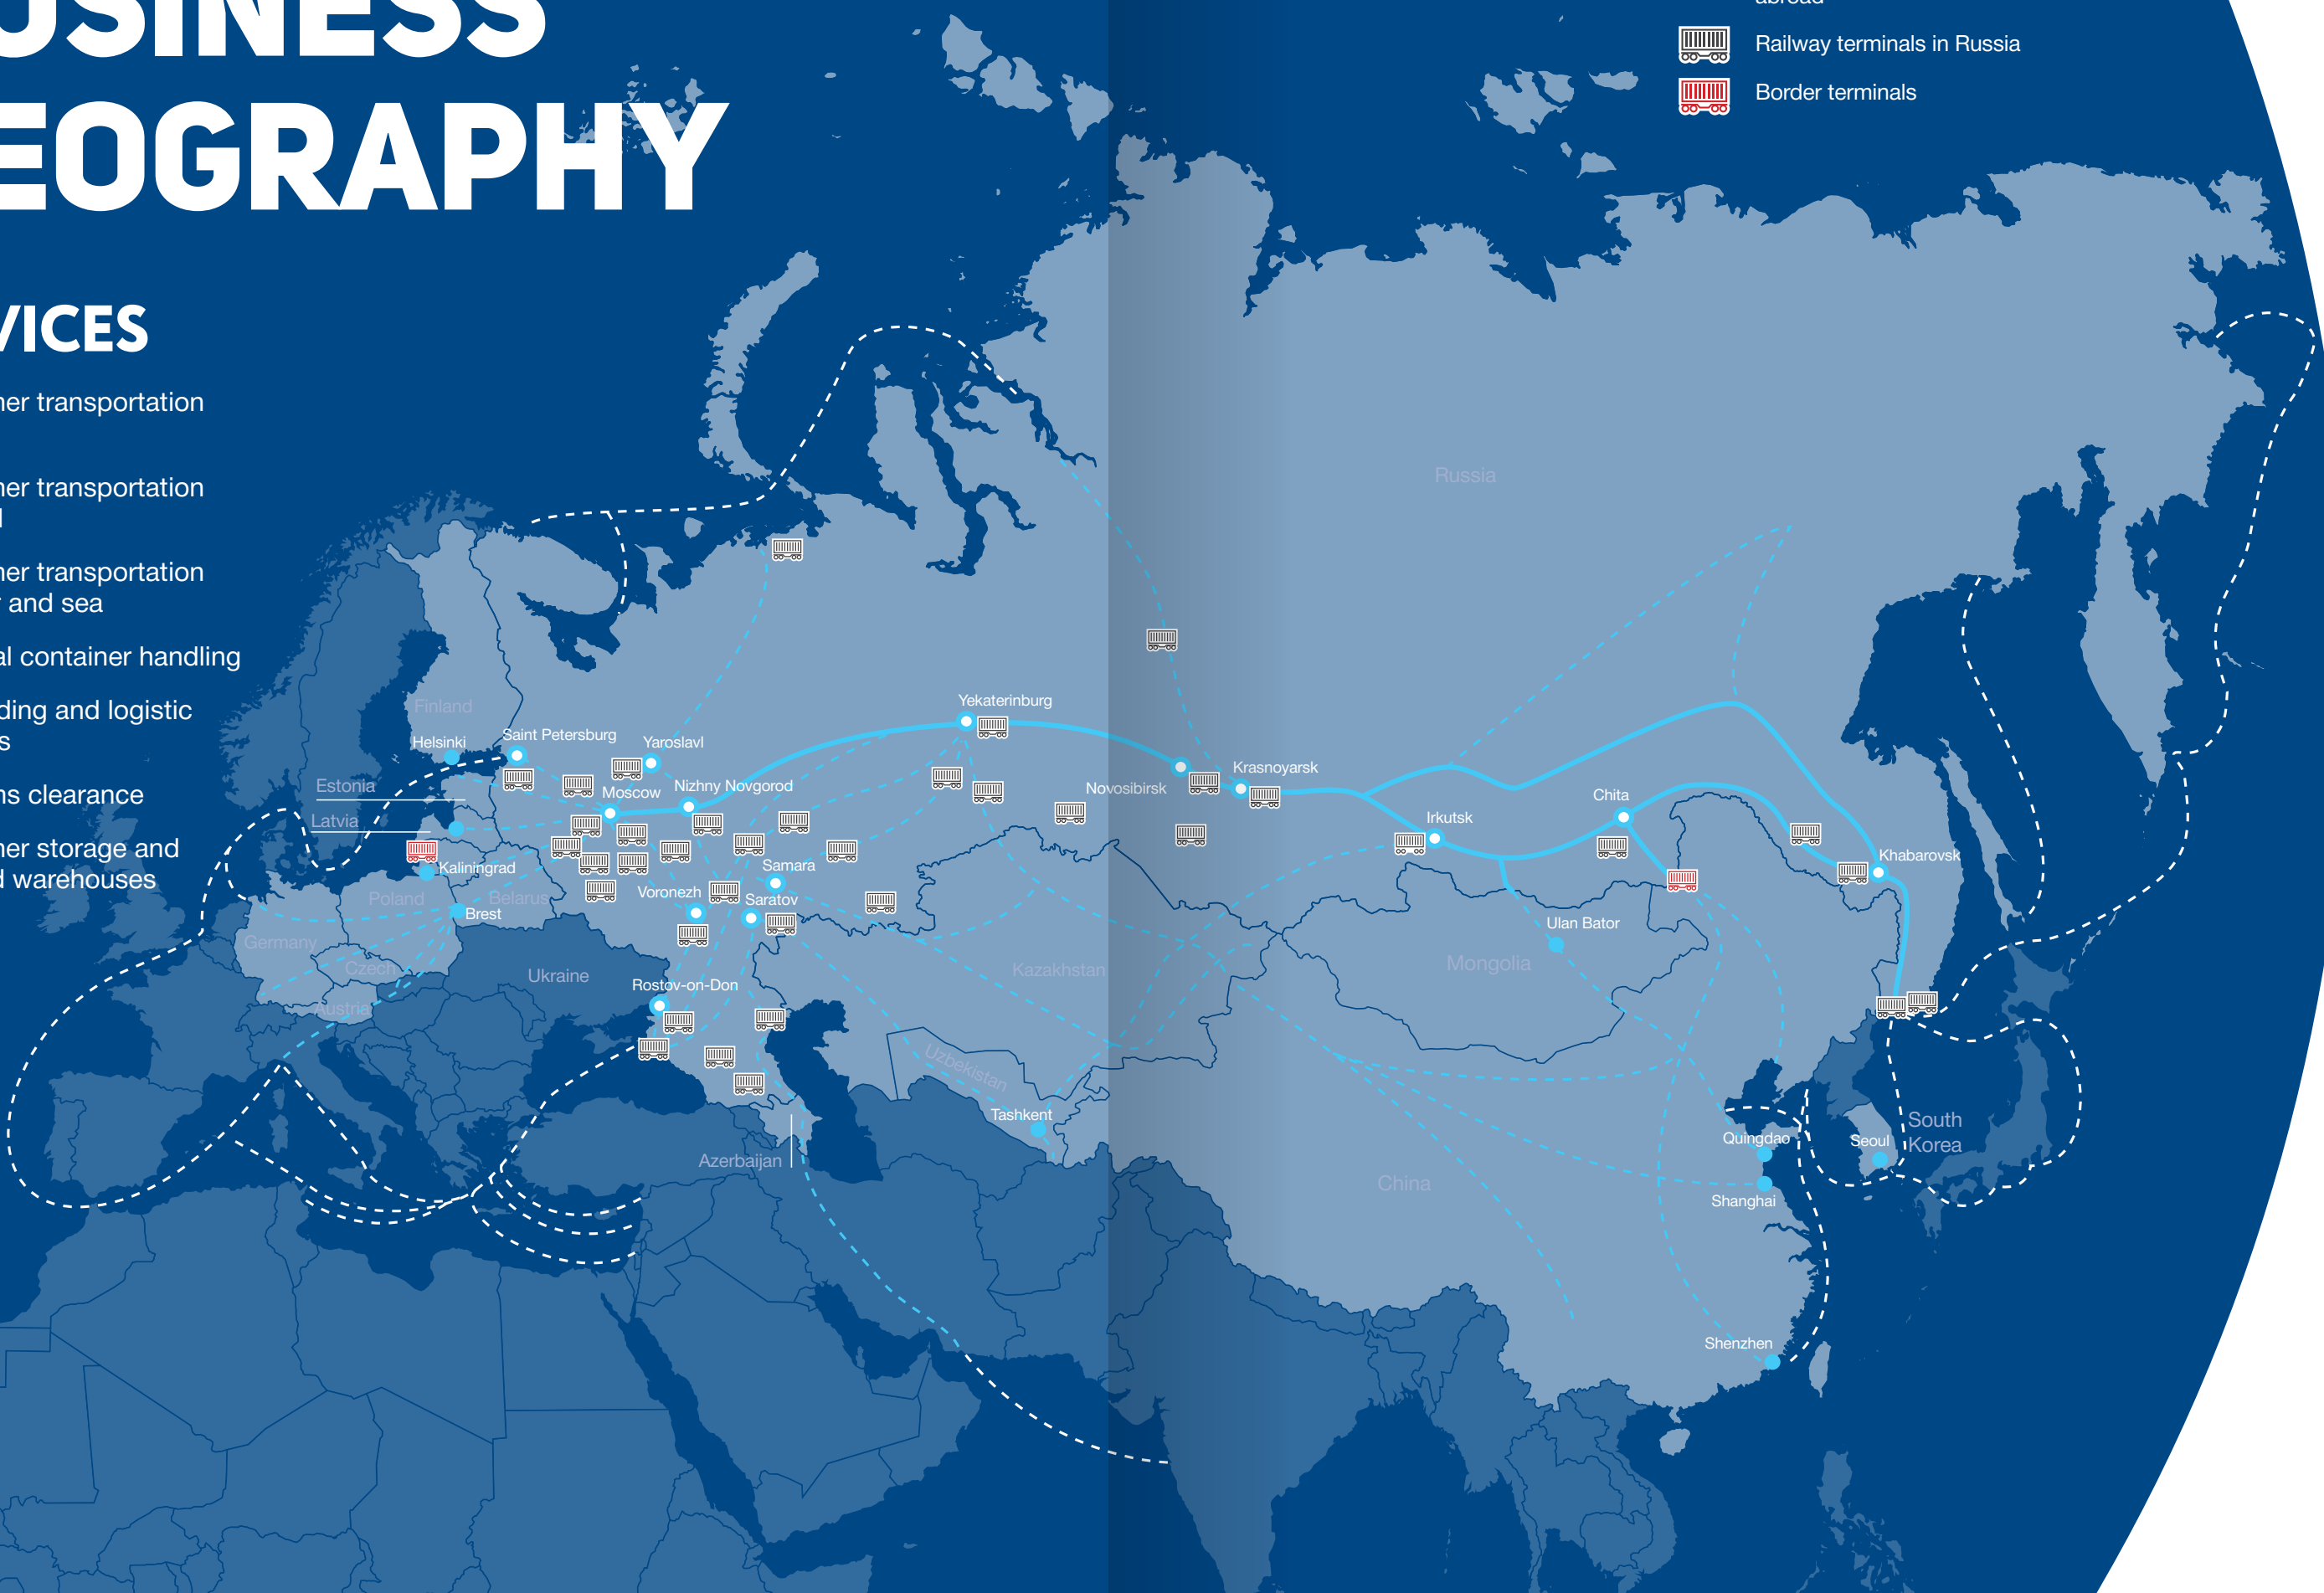 USINESS
EOGRAPHY
VICES
ner transportation
ner transportation
ner transportation
and sea
al container handling
ding and logistic
s
ns clearance
ner storage and
d warehouses
Railway terminals in Russia
Border terminals
Russia
Finland
Helsinki
Saint Petersburg
Yaroslavl
Yekaterinburg
Estonia
Moscow
Nizhny Novgorod
Novosibirsk
Krasnoyarsk
Latvia
Irkutsk
Chita
Khabarovsk
Kaliningrad
Samara
Poland
Belarus
Brest
Voronezh
Saratov
Germany
Ulan Bator
Czech
Ukraine
Kazakhstan
Mongolia
Rostov-on-Don
Austria
Uzbekistan
Tashkent
Azerbaijan
Quingdao
Seoul
South
Korea
China
Shanghai
Shenzhen